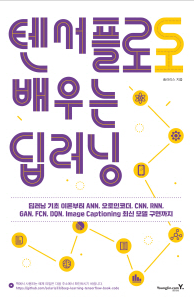 텐서플로로
배우는
딥러닝
솔라리스 지음
딥러닝 기초 이론부터 ANN, 오토인코더, CNN, RNN,
GAN, FCN, DQN, Image Captioning 최신 모델 구현까지
YoungJin.com